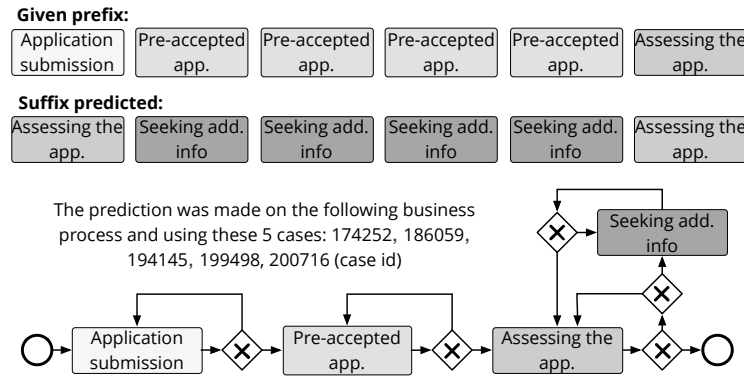 Given prefix:
Application submission
Pre-accepted app.
Pre-accepted app.
Pre-accepted app.
Pre-accepted app.
Assessing the app.
Suffix predicted:
Assessing the app.
Seeking add. info
Seeking add. info
Seeking add. info
Seeking add. info
Assessing the app.
The prediction was made on the following business
process and using these 5 cases: 174252, 186059,
194145, 199498, 200716 (case id)
Seeking add.
info
Application
submission
Pre-accepted
app.
Assessing the
app.